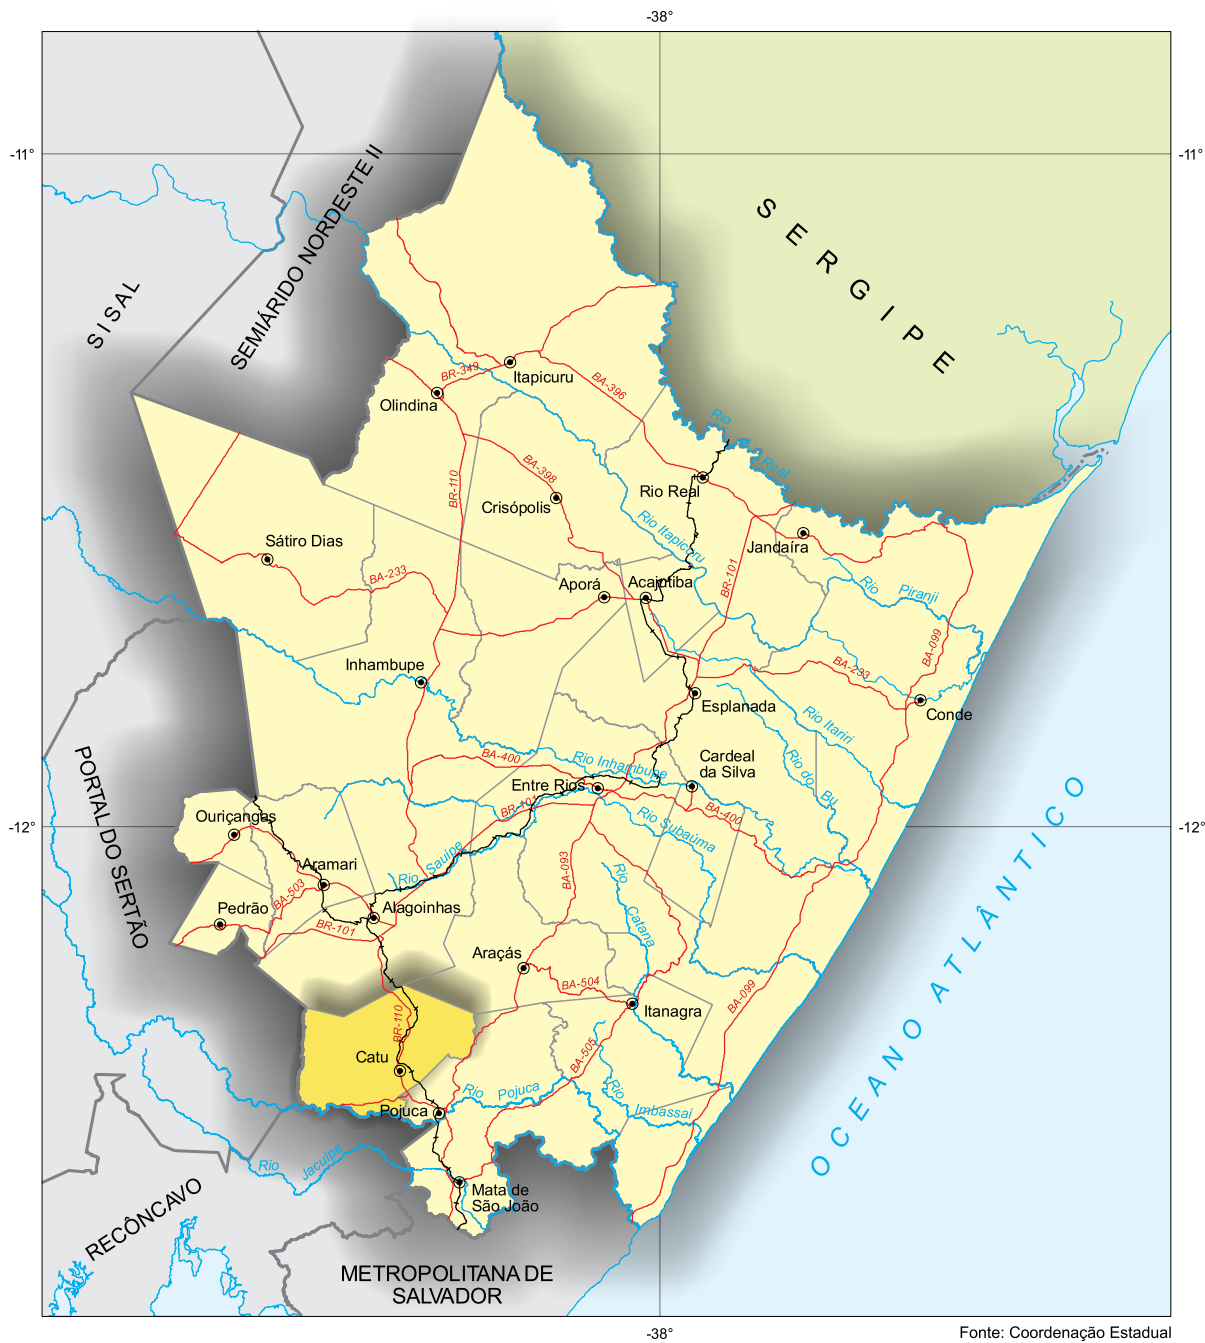 -38°
-11°
-11°
SERGIPE
SEMIÁRIDO NORDESTE II
SISAL
BR-349
Itapicuru
BA-396
Olindina
Rio Real
BR-110
BA-398
Rio Real
Crisópolis
Rio Itapicuru
Jandaíra
Sátiro Dias
BA-233
Aporá
Acajutiba
BR-101
Rio Piranji
BA-099
Inhambupe
BA-233
Esplanada
Conde
Rio Itariri
BA-400
Rio Inhambupe
Cardeal
da Silva
Rio do Bu
Entre Rios
BR-101
BA-400
Rio Subaúma
PORTAL DO SERTÃO
Ouriçangas
-12°
-12°
Aramari
Rio Sauípe
BA-093
Rio Catana
BA-503
Pedrão
Alagoinhas
BR-101
Araçás
BA-504
BA-099
Itanagra
BR-110
Catu
BA-505
Rio Pojuca
Pojuca
Rio Imbassaí
OCEANO ATLÂNTICO
Rio Jacuípe
Mata de
São João
RECÔNCAVO
METROPOLITANA DE
SALVADOR
-38°
Fonte: Coordenação Estadual